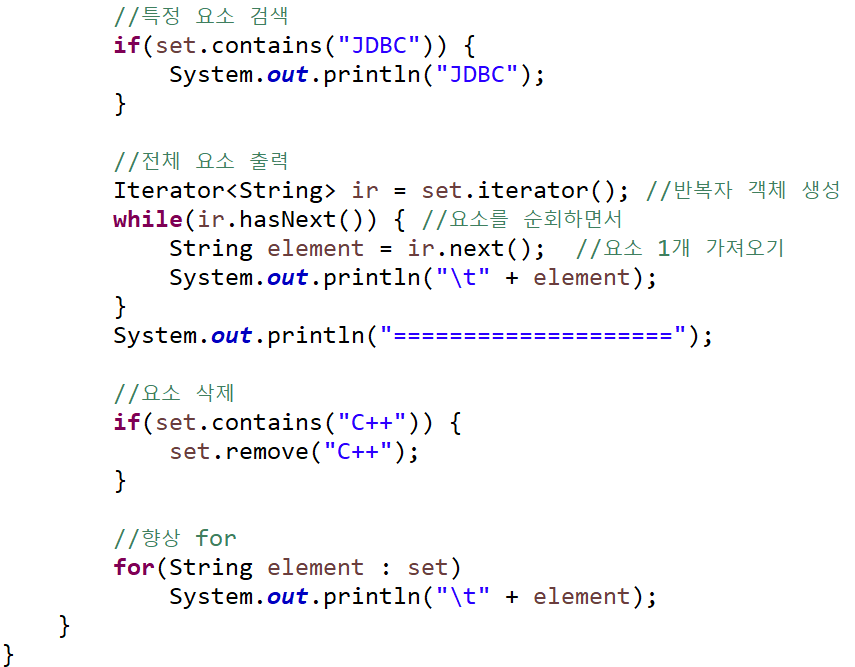 //특정 요소 검색
if(set.contains("JDBC")) {
System.out.println("JDBC");
}
//전체 요소 출력
Iterator<String> ir = set.iterator(); //반복자 객체 생성
while(ir.hasNext()) { //요소를 순회하면서
String element = ir.next();  //요소 1개 가져오기
System.out.println("\t" + element);
}
System.out.println("====================");
//요소 삭제
if(set.contains("C++")) {
set.remove("C++");
}
//향상 for
for(String element : set)
System.out.println("\t" + element);
}
}